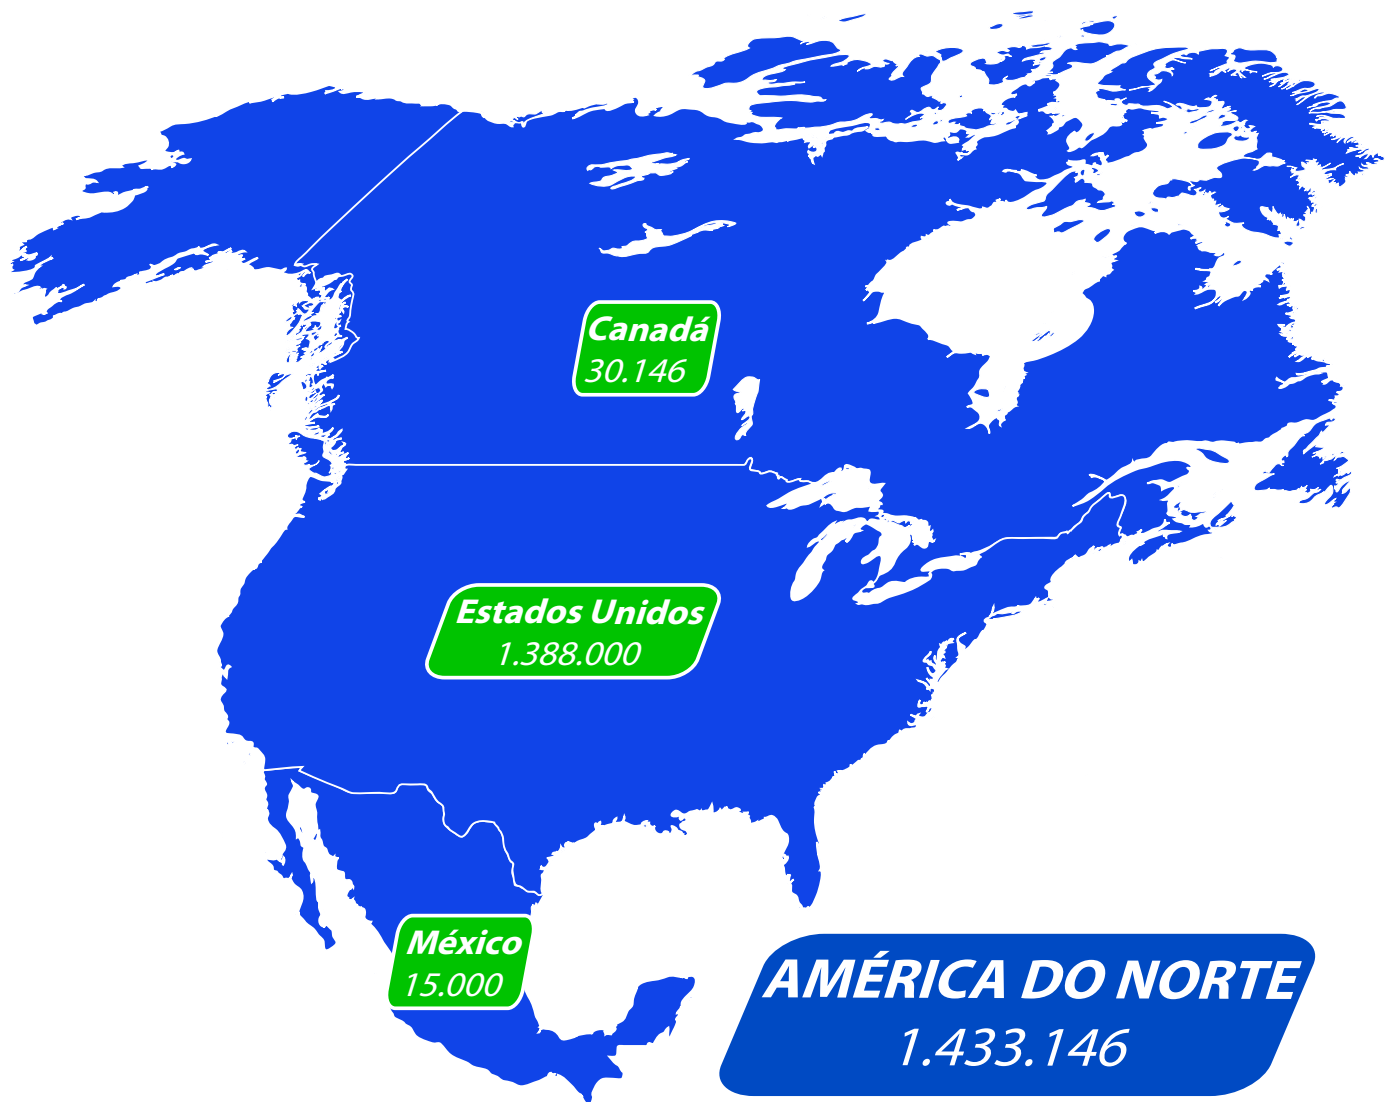 Canadá
30.146
Estados Unidos
1.388.000
México
15.000
AMÉRICA DO NORTE
1.433.146